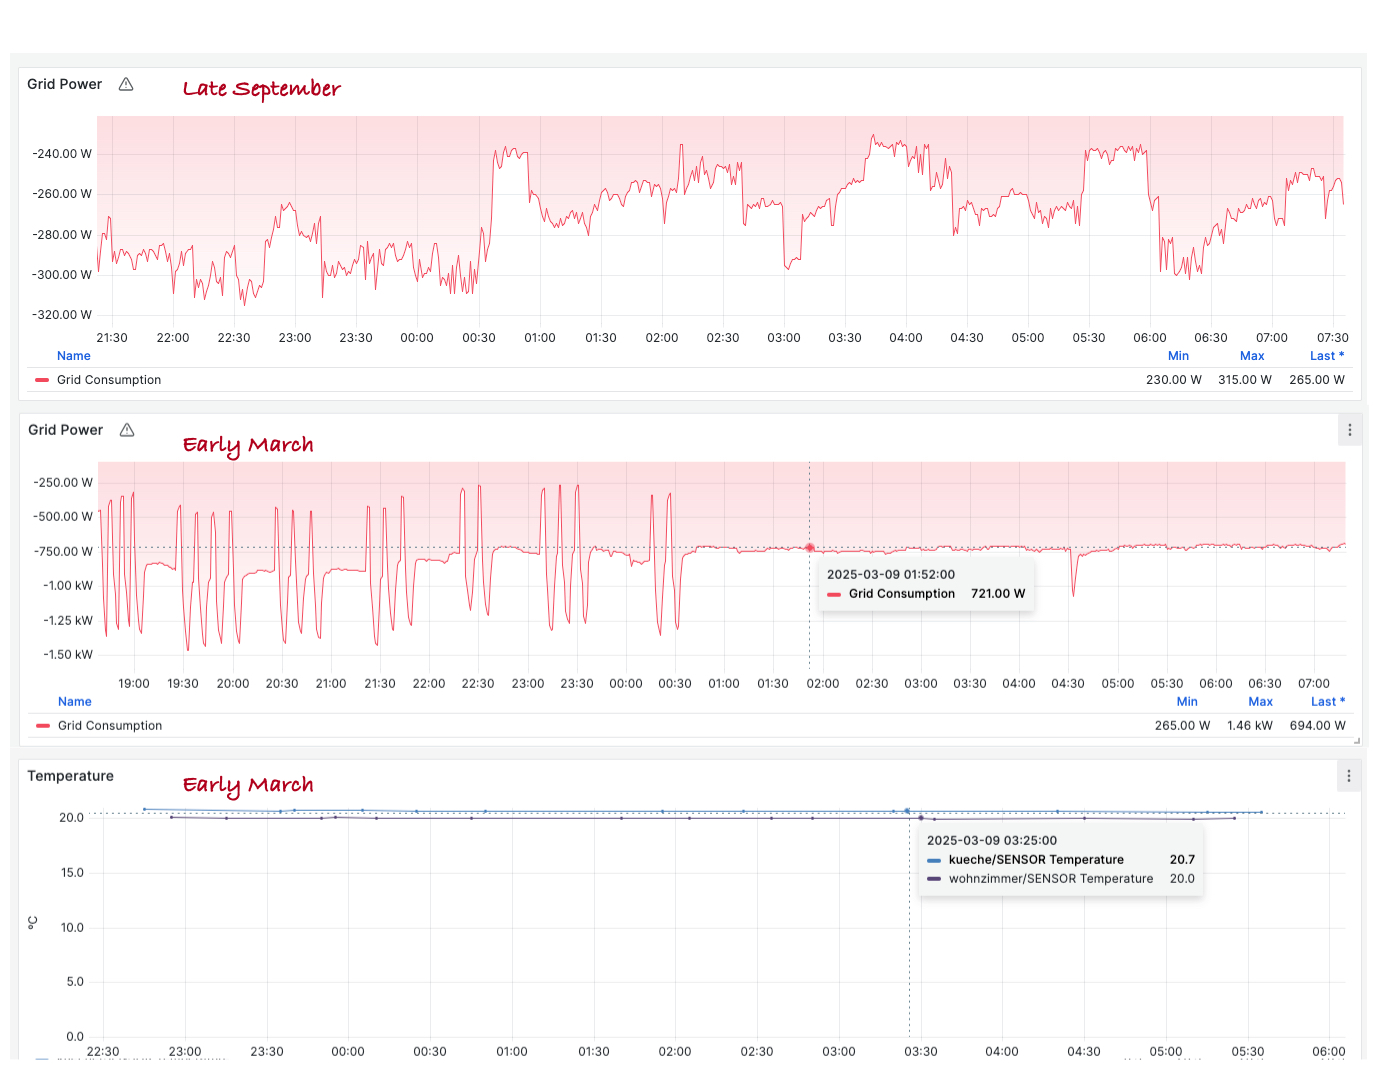 Grid Power
Late September
-240.00 W
-260.00 W
-280.00 W
-300.00 W
-320.00 W
21:30 22:00 22:30 23:00 23:30 00:00 00:30 01:00 01:30 02:00 02:30 03:00 03:30 04:00 04:30 05:00 05:30 06:00 06:30 07:00 07:30
Name Min Max Last *
Grid Consumption 230.00 W 315.00 W 265.00 W
Grid Power
Early March
-250.00 W
-500.00 W
-750.00 W
-1.00 kW
-1.25 kW
-1.50 kW
2025-03-09 01:52:00
Grid Consumption 721.00 W
19:00 19:30 20:00 20:30 21:00 21:30 22:00 22:30 23:00 23:30 00:00 00:30 01:00 01:30 02:00 02:30 03:00 03:30 04:00 04:30 05:00 05:30 06:00 06:30 07:00
Name Min Max Last *
Grid Consumption 265.00 W 1.46 kW 694.00 W
Temperature
Early March
20.0
15.0
10.0
5.0
0.0
°C
2025-03-09 03:25:00
kueche/SENSOR Temperature 20.7
wohnzimmer/SENSOR Temperature 20.0
22:30 23:00 23:30 00:00 00:30 01:00 01:30 02:00 02:30 03:00 03:30 04:00 04:30 05:00 05:30 06:00